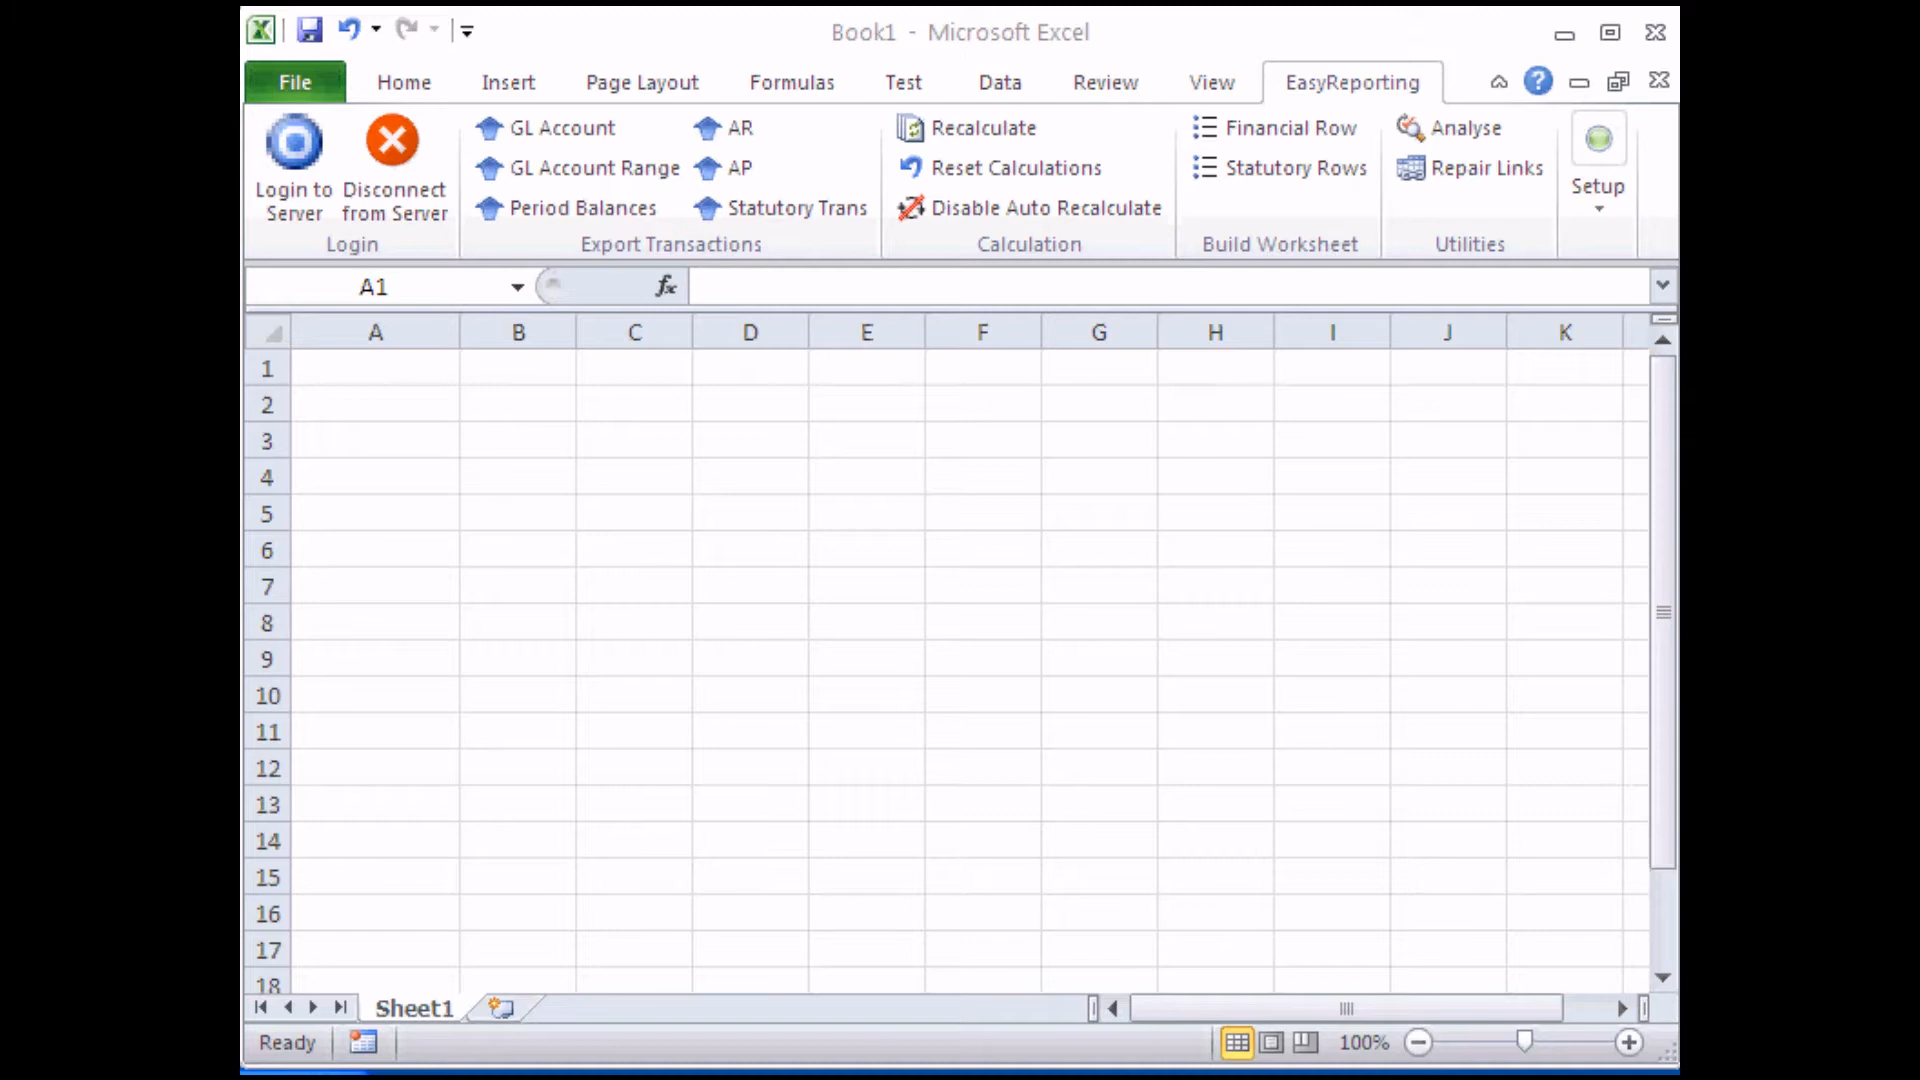 Book1 - Microsoft Excel
File Home Insert Page Layout Formulas Test Data Review View EasyReporting
Login to Server
Disconnect from Server
Login
GL Account
GL Account Range
Period Balances
AR
AP
Statutory Trans
Export Transactions
Recalculate
Reset Calculations
Disable Auto Recalculate
Calculation
Financial Row
Statutory Rows
Build Worksheet
Analyse
Repair Links
Utilities
Setup
A1 fx
A B C D E F G H I J K
1
2
3
4
5
6
7
8
9
10
11
12
13
14
15
16
17
18
Sheet1
Ready 100%